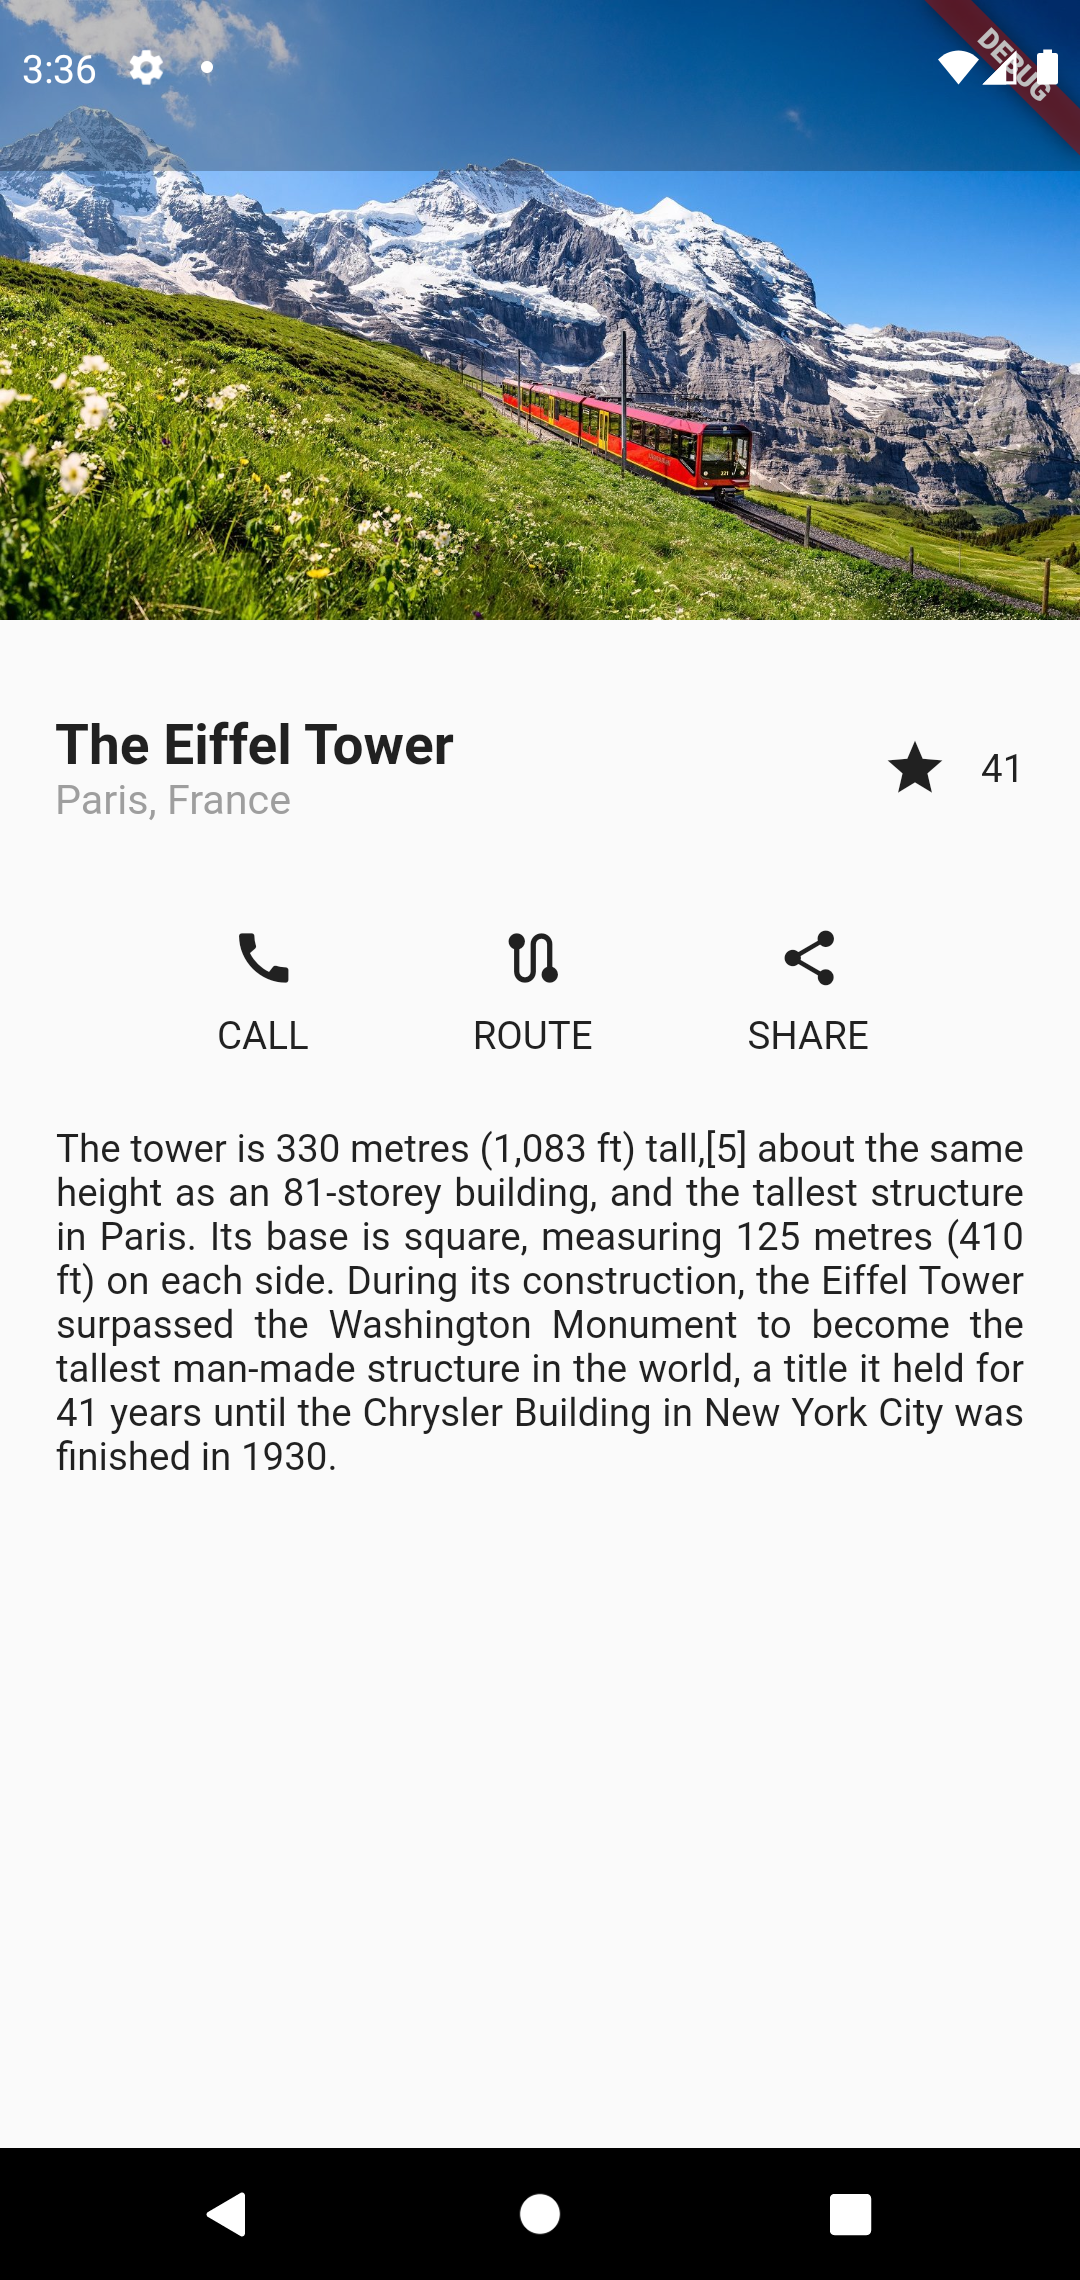 3:36
DEBUG
The Eiffel Tower
Paris, France
41
CALL ROUTE SHARE
The tower is 330 metres (1,083 ft) tall,[5] about the same
height as an 81-storey building, and the tallest structure
in Paris. Its base is square, measuring 125 metres (410
ft) on each side. During its construction, the Eiffel Tower
surpassed the Washington Monument to become the
tallest man-made structure in the world, a title it held for
41 years until the Chrysler Building in New York City was
finished in 1930.